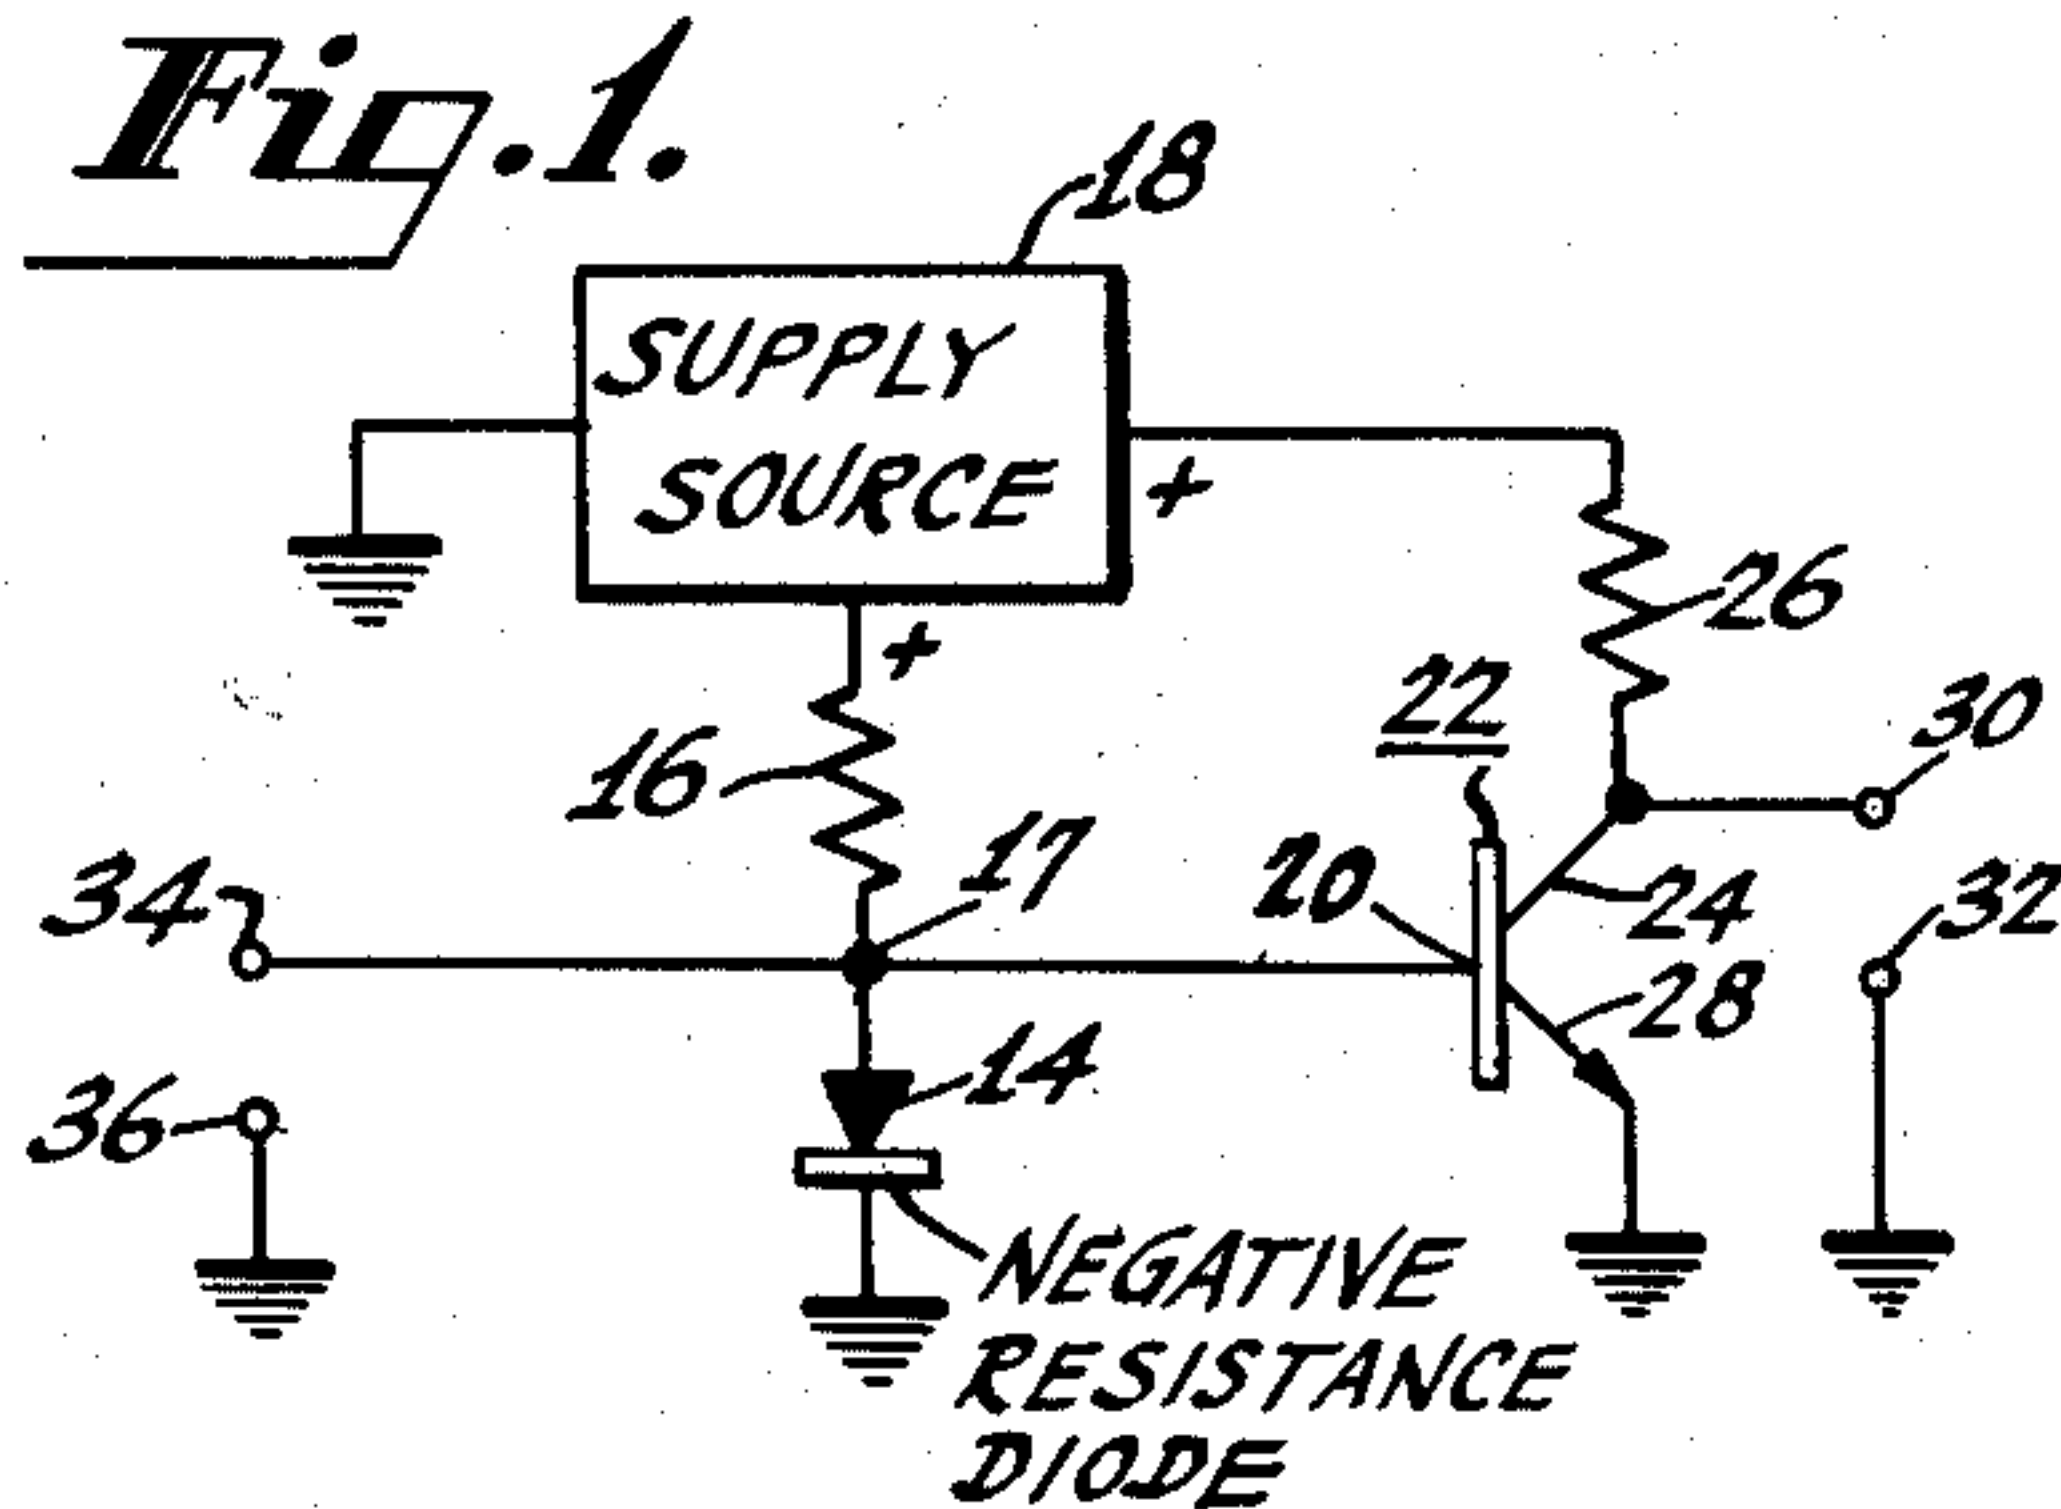 Fig. 1.
18
SUPPLY
SOURCE
+
+
26
22
30
16
17
20
34
24
32
28
14
36
NEGATIVE
RESISTANCE
DIODE